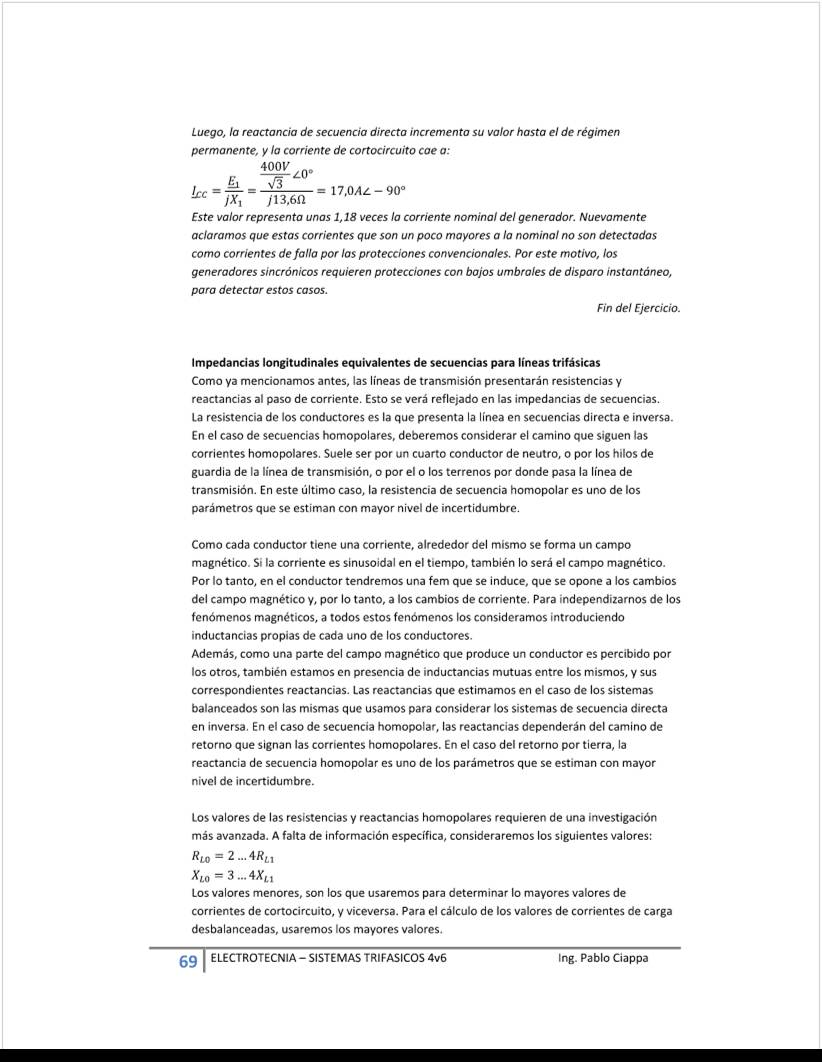 Luego, la reactancia de secuencia directa incrementa su valor hasta el de régimen
permanente, y la corriente de cortocircuito cae a:
I_CC = E_1/(jX_1) = ((400V/√3)∠0°)/(j13,6Ω) = 17,0A∠ − 90°
Este valor representa unas 1,18 veces la corriente nominal del generador. Nuevamente
aclaramos que estas corrientes que son un poco mayores a la nominal no son detectadas
como corrientes de falla por las protecciones convencionales. Por este motivo, los
generadores sincrónicos requieren protecciones con bajos umbrales de disparo instantáneo,
para detectar estos casos.
Fin del Ejercicio.
Impedancias longitudinales equivalentes de secuencias para líneas trifásicas
Como ya mencionamos antes, las líneas de transmisión presentarán resistencias y
reactancias al paso de corriente. Esto se verá reflejado en las impedancias de secuencias.
La resistencia de los conductores es la que presenta la línea en secuencias directa e inversa.
En el caso de secuencias homopolares, deberemos considerar el camino que siguen las
corrientes homopolares. Suele ser por un cuarto conductor de neutro, o por los hilos de
guardia de la línea de transmisión, o por el o los terrenos por donde pasa la línea de
transmisión. En este último caso, la resistencia de secuencia homopolar es uno de los
parámetros que se estiman con mayor nivel de incertidumbre.
Como cada conductor tiene una corriente, alrededor del mismo se forma un campo
magnético. Si la corriente es sinusoidal en el tiempo, también lo será el campo magnético.
Por lo tanto, en el conductor tendremos una fem que se induce, que se opone a los cambios
del campo magnético y, por lo tanto, a los cambios de corriente. Para independizarnos de los
fenómenos magnéticos, a todos estos fenómenos los consideramos introduciendo
inductancias propias de cada uno de los conductores.
Además, como una parte del campo magnético que produce un conductor es percibido por
los otros, también estamos en presencia de inductancias mutuas entre los mismos, y sus
correspondientes reactancias. Las reactancias que estimamos en el caso de los sistemas
balanceados son las mismas que usamos para considerar los sistemas de secuencia directa
en inversa. En el caso de secuencia homopolar, las reactancias dependerán del camino de
retorno que signan las corrientes homopolares. En el caso del retorno por tierra, la
reactancia de secuencia homopolar es uno de los parámetros que se estiman con mayor
nivel de incertidumbre.
Los valores de las resistencias y reactancias homopolares requieren de una investigación
más avanzada. A falta de información específica, consideraremos los siguientes valores:
R_L0 = 2 … 4R_L1
X_L0 = 3 … 4X_L1
Los valores menores, son los que usaremos para determinar lo mayores valores de
corrientes de cortocircuito, y viceversa. Para el cálculo de los valores de corrientes de carga
desbalanceadas, usaremos los mayores valores.
69 ELECTROTECNIA – SISTEMAS TRIFASICOS 4v6 Ing. Pablo Ciappa